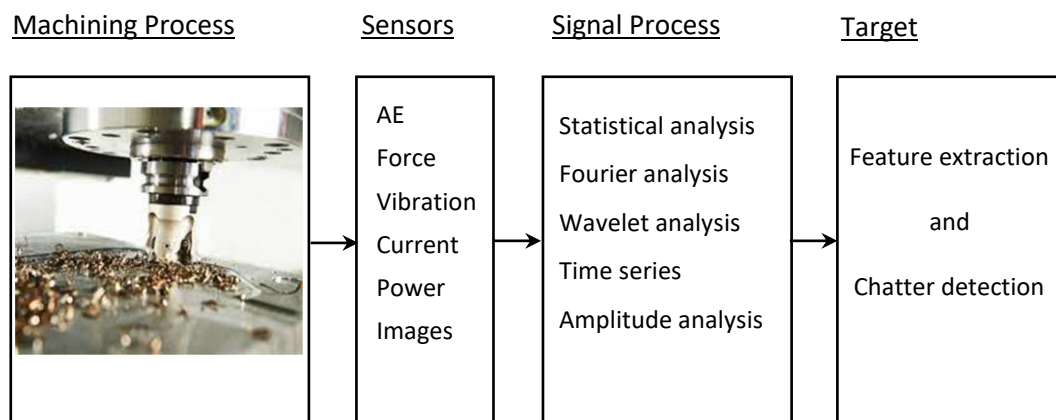 Machining Process
Sensors
Signal Process
Target
AE
Force
Vibration
Current
Power
Images
Statistical analysis
Fourier analysis
Wavelet analysis
Time series
Amplitude analysis
Feature extraction
and
Chatter detection